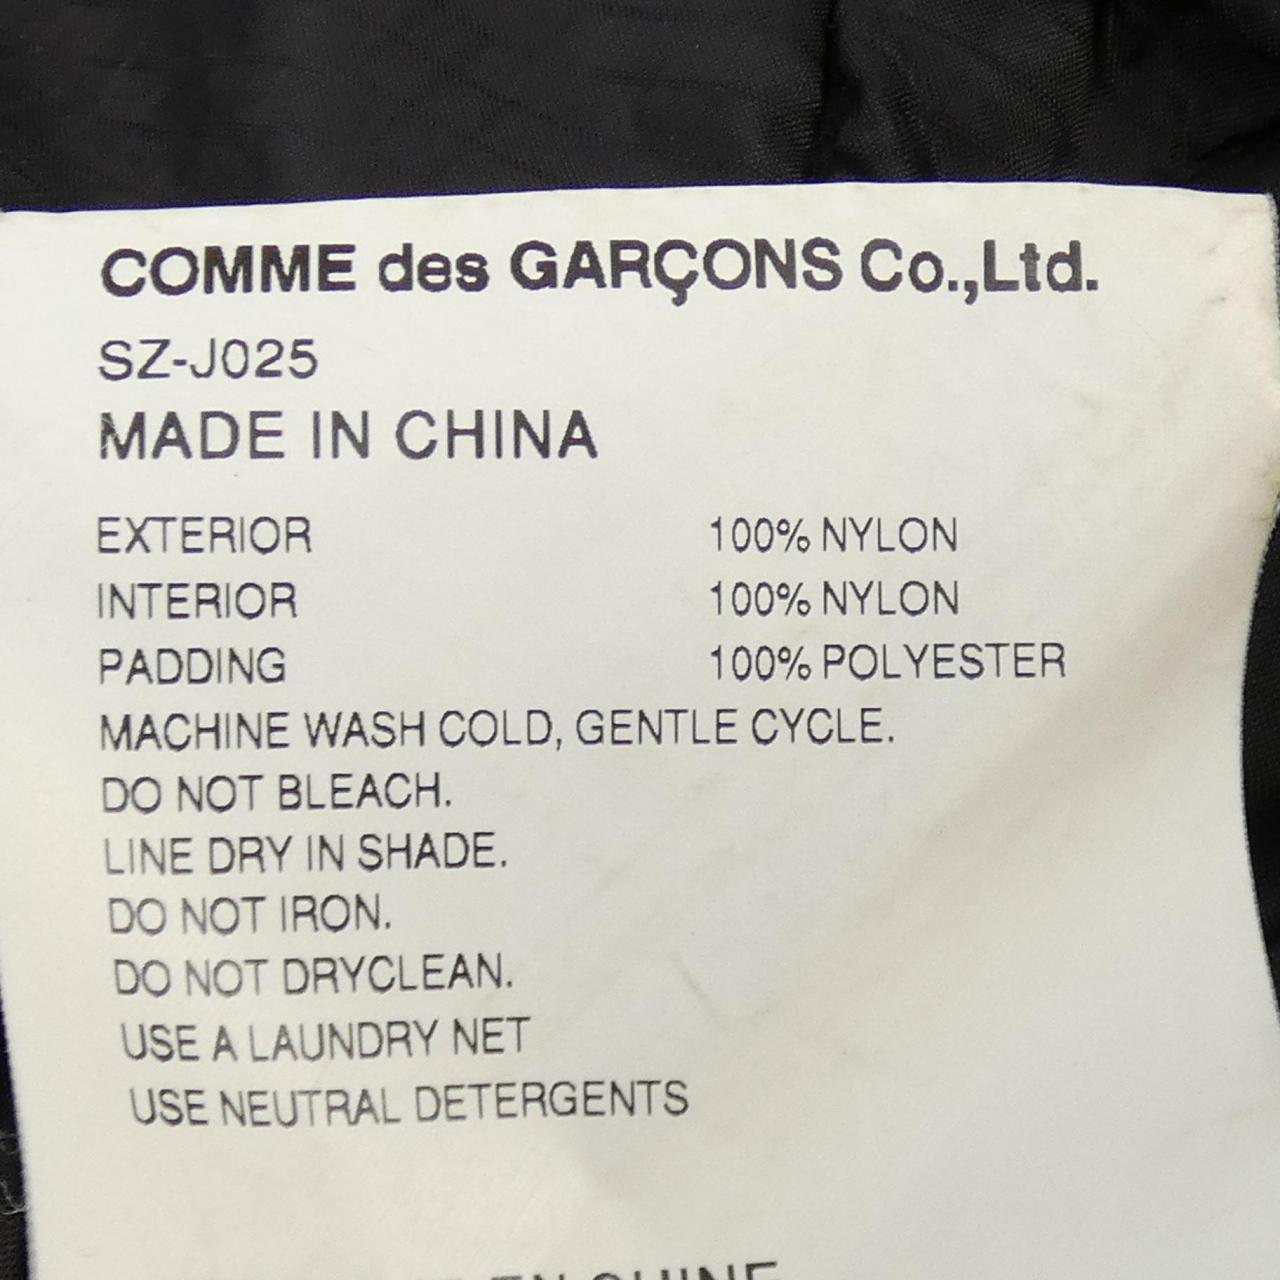 COMME des GARÇONS Co.,Ltd.
SZ-J025
MADE IN CHINA
EXTERIOR 100% NYLON
INTERIOR 100% NYLON
PADDING 100% POLYESTER
MACHINE WASH COLD, GENTLE CYCLE.
DO NOT BLEACH.
LINE DRY IN SHADE.
DO NOT IRON.
DO NOT DRYCLEAN.
USE A LAUNDRY NET
USE NEUTRAL DETERGENTS
EN CHINE